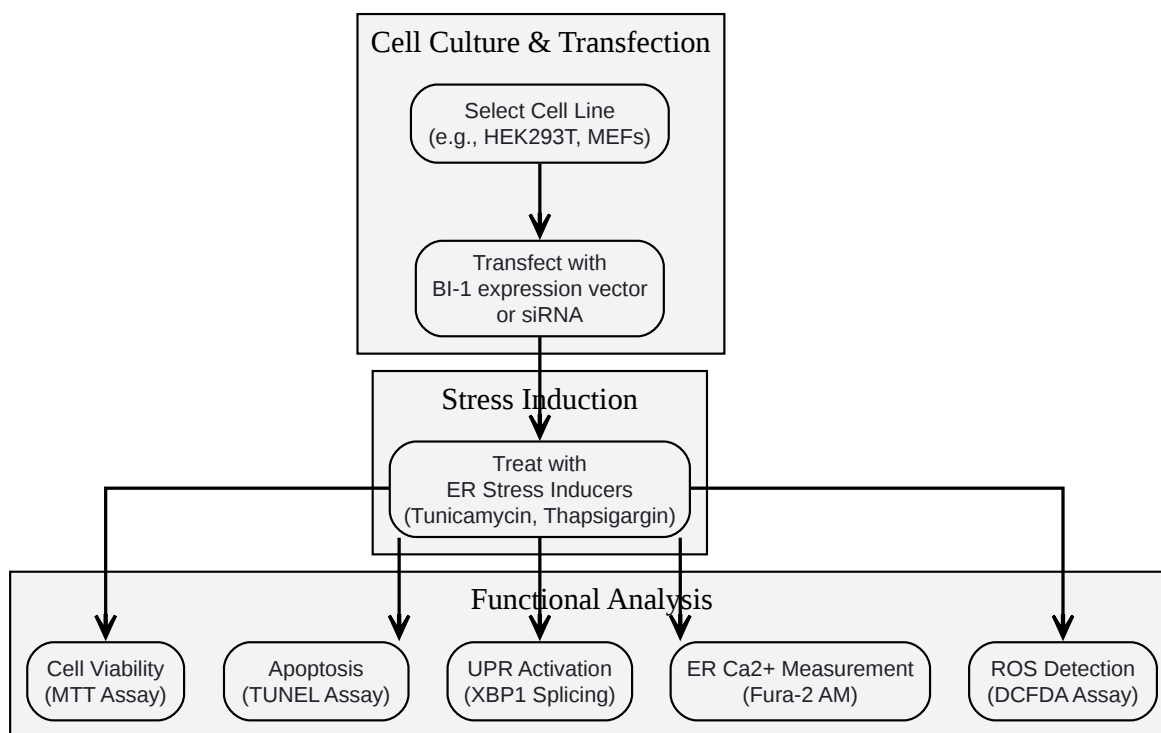 Cell Culture & Transfection
Select Cell Line
(e.g., HEK293T, MEFs)
Transfect with
BI-1 expression vector
or siRNA
Stress Induction
Treat with
ER Stress Inducers
(Tunicamycin, Thapsigargin)
Functional Analysis
Cell Viability
(MTT Assay)
Apoptosis
(TUNEL Assay)
UPR Activation
(XBP1 Splicing)
ER Ca2+ Measurement
(Fura-2 AM)
ROS Detection
(DCFDA Assay)